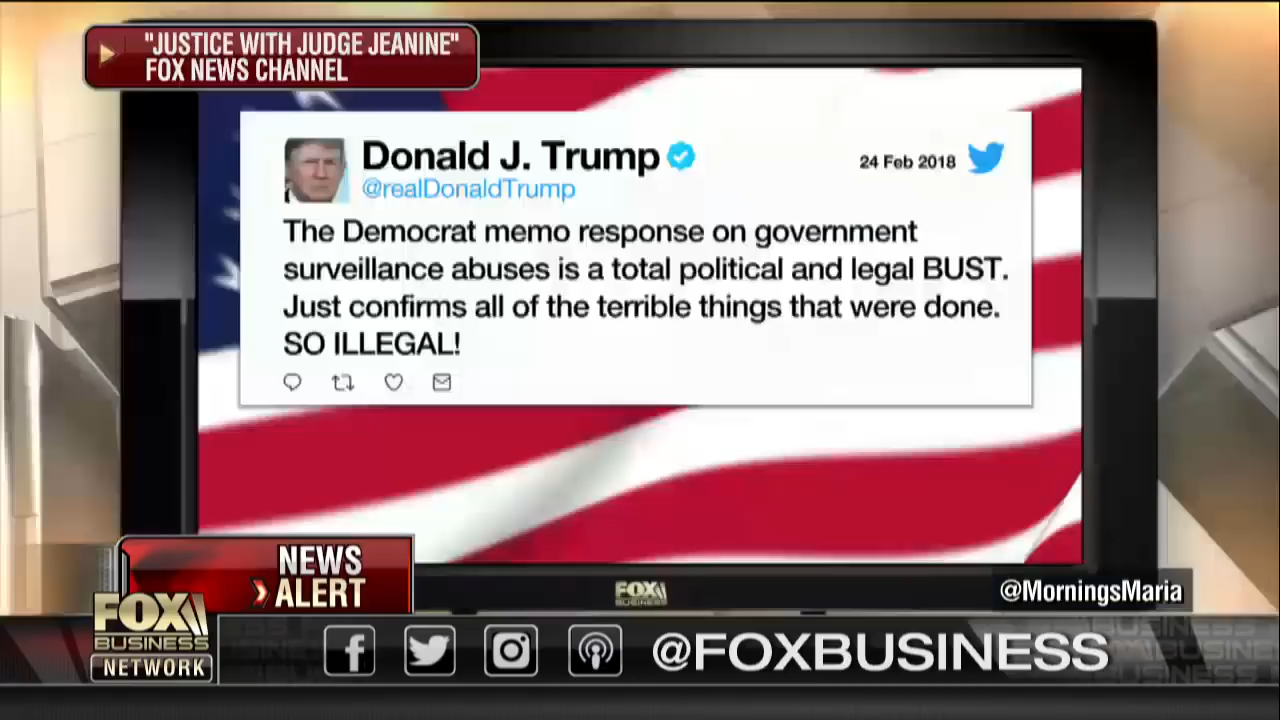 "JUSTICE WITH JUDGE JEANINE"
FOX NEWS CHANNEL
Donald J. Trump
24 Feb 2018
@realDonaldTrump
The Democrat memo response on government
surveillance abuses is a total political and legal BUST.
Just confirms all of the terrible things that were done.
SO ILLEGAL!
NEWS
ALERT
FOX
BUSINESS
@MorningsMaria
FOX
BUSINESS
NETWORK
@FOXBUSINESS